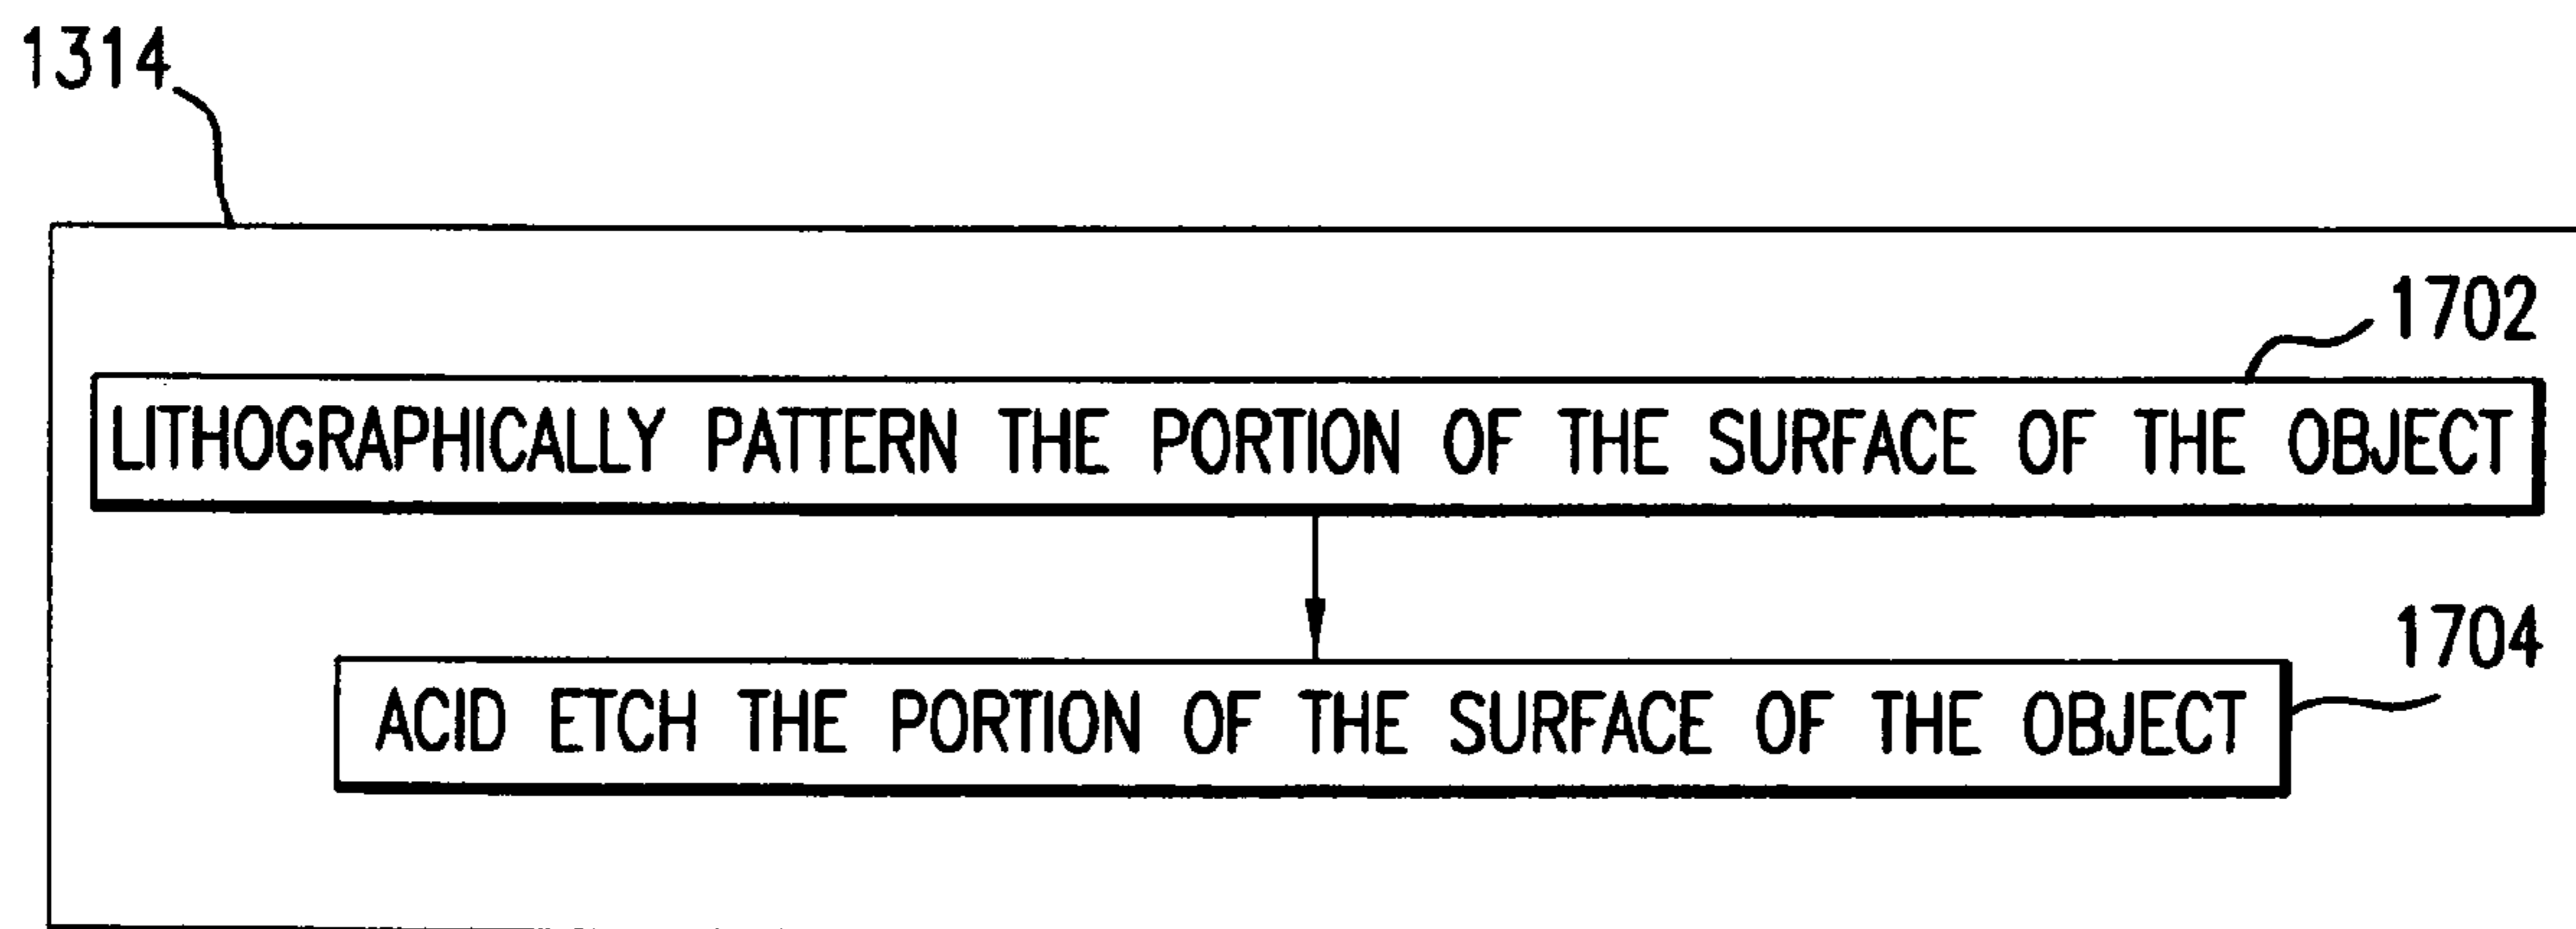 1314
1702
LITHOGRAPHICALLY PATTERN THE PORTION OF THE SURFACE OF THE OBJECT
1704
ACID ETCH THE PORTION OF THE SURFACE OF THE OBJECT